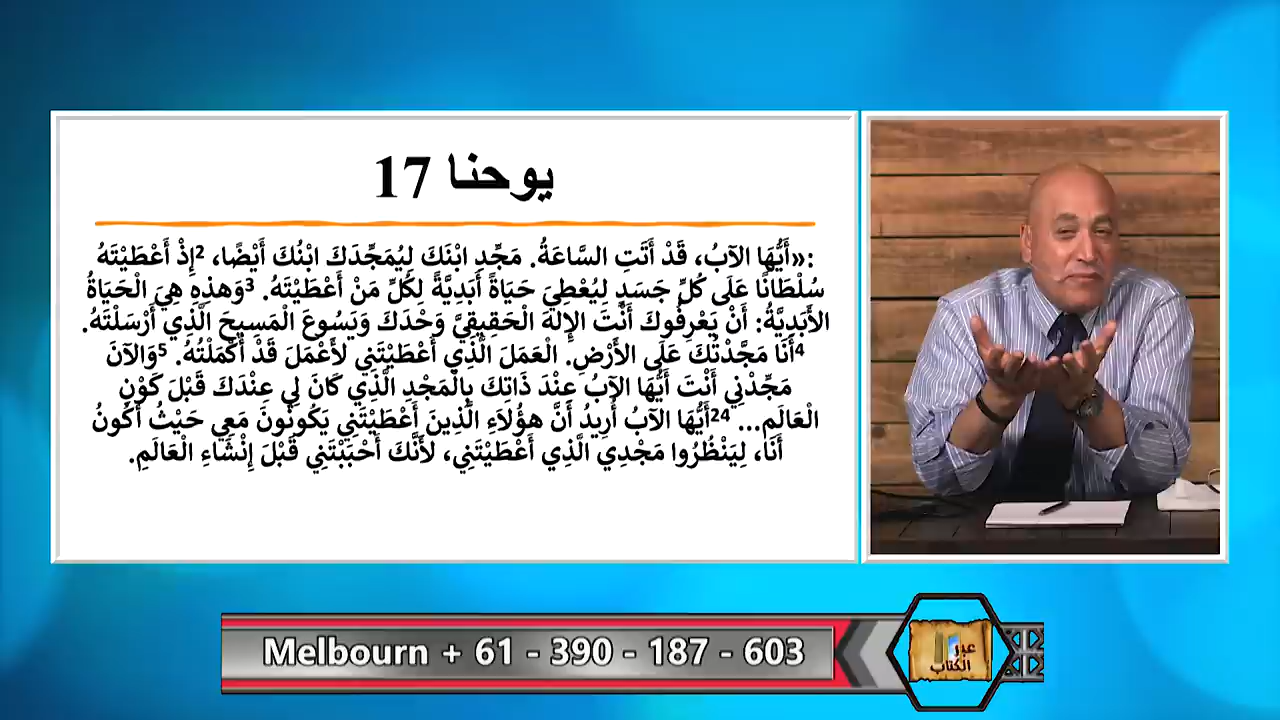 يوحنا 17
:«أَيُّهَا الآبُ، قَدْ أَتَتِ السَّاعَةُ. مَجِّدِ ابْنَكَ لِيُمَجِّدَكَ ابْنُكَ أَيْضًا، 2إِذْ أَعْطَيْتَهُ
سُلْطَانًا عَلَى كُلِّ جَسَدٍ لِيُعْطِيَ حَيَاةً أَبَدِيَّةً لِكُلِّ مَنْ أَعْطَيْتَهُ. 3وَهذِهِ هِيَ الْحَيَاةُ
الأَبَدِيَّةُ: أَنْ يَعْرِفُوكَ أَنْتَ الإِلهَ الْحَقِيقِيَّ وَحْدَكَ وَيَسُوعَ الْمَسِيحَ الَّذِي أَرْسَلْتَهُ.
4أَنَا مَجَّدْتُكَ عَلَى الأَرْضِ. الْعَمَلَ الَّذِي أَعْطَيْتَنِي لأَعْمَلَ قَدْ أَكْمَلْتُهُ. 5وَالآنَ
مَجِّدْنِي أَنْتَ أَيُّهَا الآبُ عِنْدَ ذَاتِكَ بِالْمَجْدِ الَّذِي كَانَ لِي عِنْدَكَ قَبْلَ كَوْنِ
الْعَالَمِ... 24أَيُّهَا الآبُ أُرِيدُ أَنَّ هؤُلاَءِ الَّذِينَ أَعْطَيْتَنِي يَكُونُونَ مَعِي حَيْثُ أَكُونُ
أَنَا، لِيَنْظُرُوا مَجْدِي الَّذِي أَعْطَيْتَنِي، لأَنَّكَ أَحْبَبْتَنِي قَبْلَ إِنْشَاءِ الْعَالَمِ.
Melbourn + 61 - 390 - 187 - 603
عبر
الكتاب